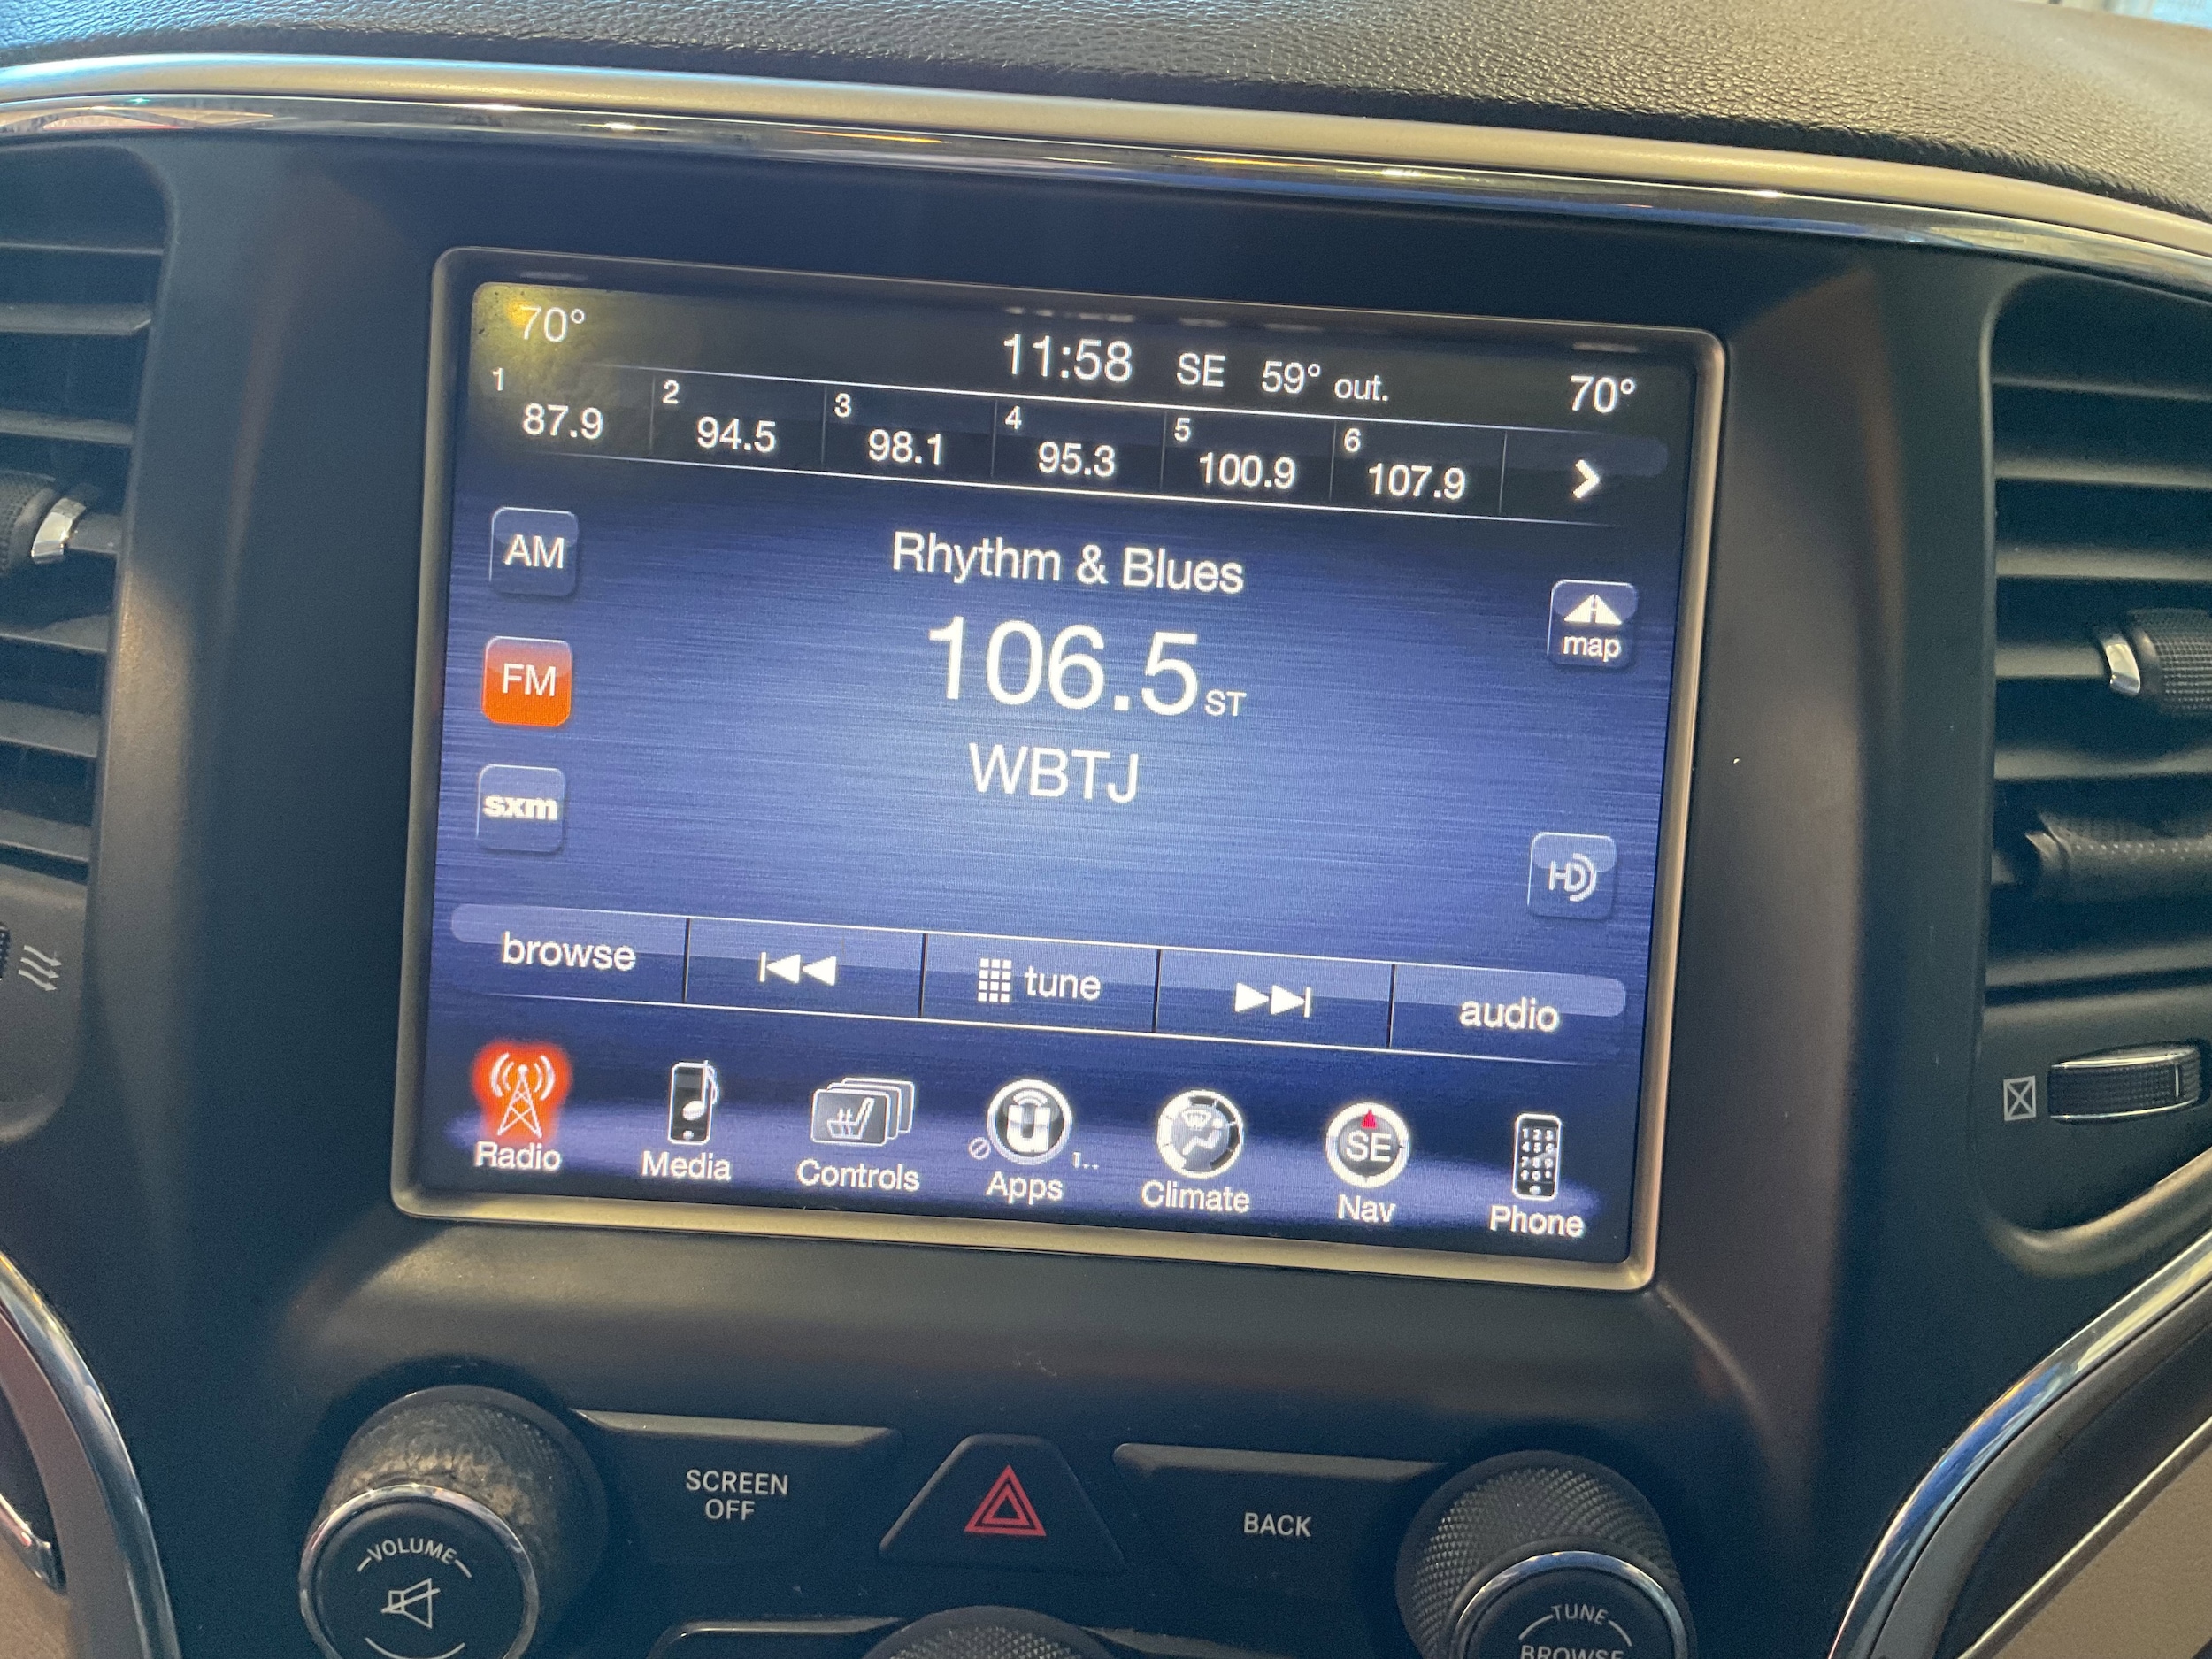 70°
11:58 SE 59° out.
70°
1 87.9
2 94.5
3 98.1
4 95.3
5 100.9
6 107.9
AM
Rhythm & Blues
map
FM
106.5 ST
WBTJ
sxm
HD
browse
tune
audio
SE
Radio
Media
Controls
Apps
Climate
Nav
Phone
SCREEN
OFF
BACK
VOLUME
TUNE
BROWSE